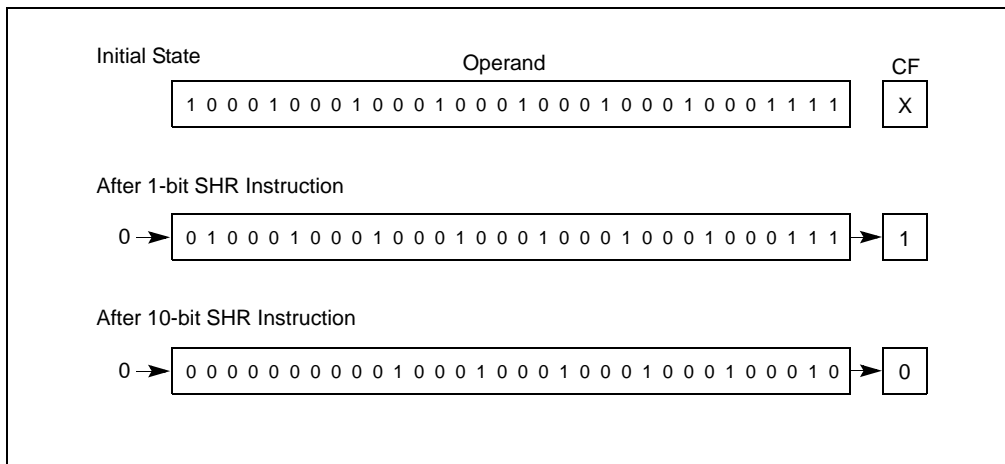 Initial State
Operand
CF
1 0 0 0 1 0 0 0 1 0 0 0 1 0 0 0 1 0 0 0 1 0 0 0 1 0 0 0 1 1 1 1
X
After 1-bit SHR Instruction
0
0 1 0 0 0 1 0 0 0 1 0 0 0 1 0 0 0 1 0 0 0 1 0 0 0 1 0 0 0 1 1 1
1
After 10-bit SHR Instruction
0
0 0 0 0 0 0 0 0 0 0 1 0 0 0 1 0 0 0 1 0 0 0 1 0 0 0 1 0 0 0 1 0
0